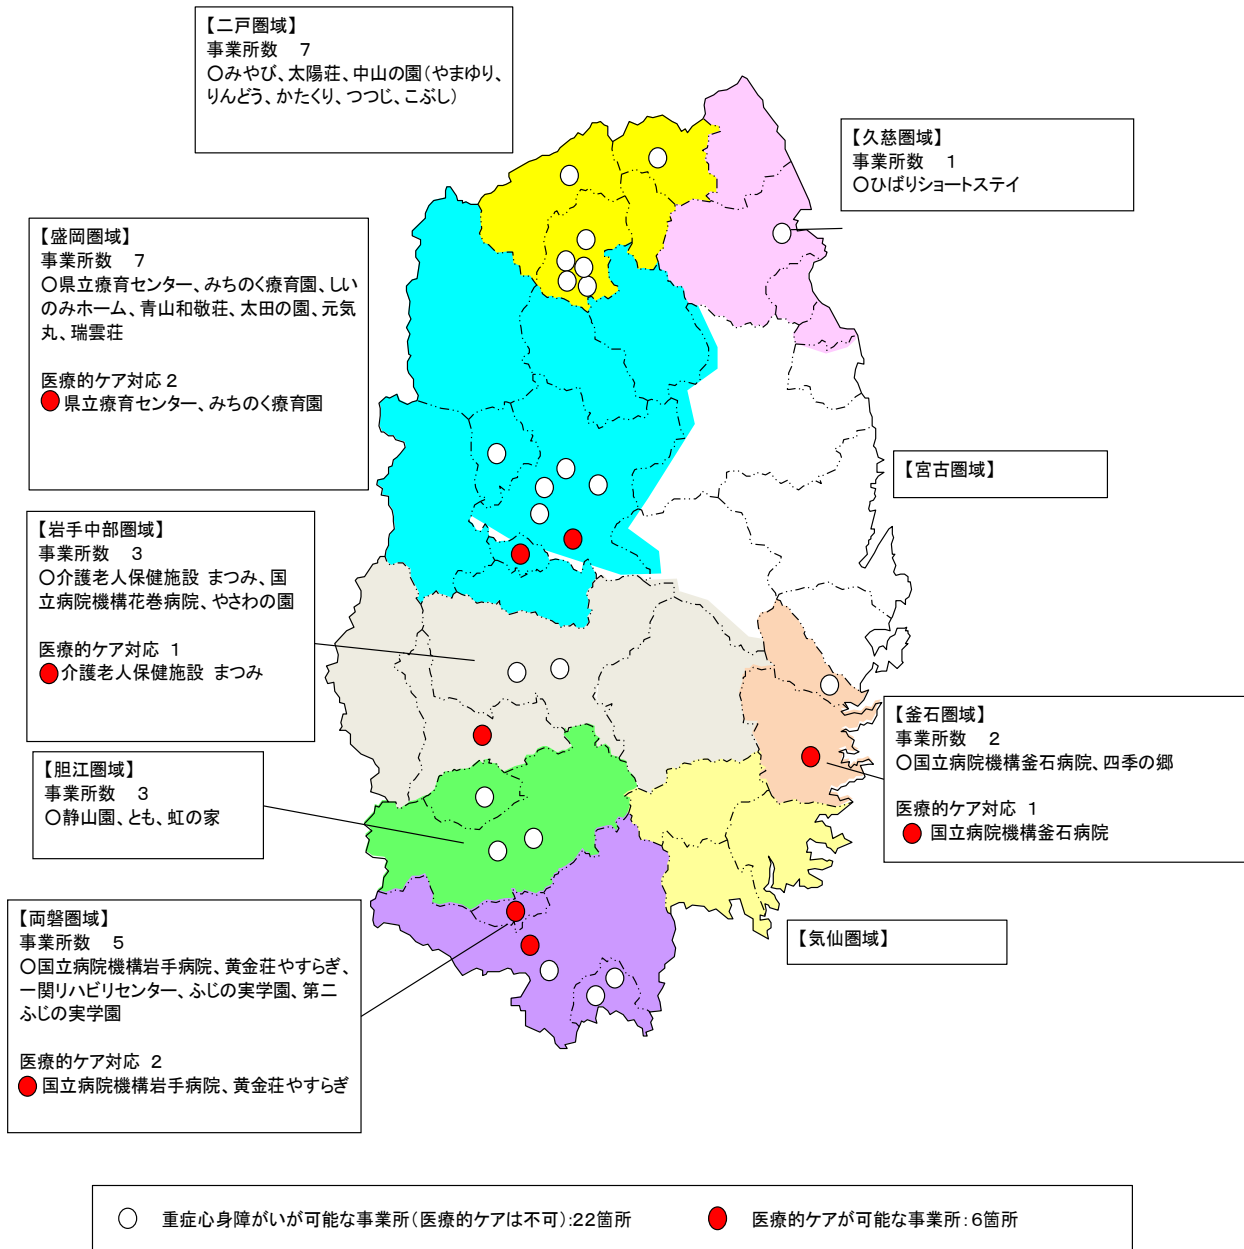 【二戸圏域】
事業所数　7
○みやび、太陽荘、中山の園(やまゆり、
りんどう、かたくり、つつじ、こぶし)
【久慈圏域】
事業所数　1
○ひばりショートステイ
【盛岡圏域】
事業所数　7
○県立療育センター、みちのく療育園、しい
のみホーム、青山和敬荘、太田の園、元気
丸、瑞雲荘
医療的ケア対応 2
県立療育センター、みちのく療育園
【宮古圏域】
【岩手中部圏域】
事業所数　3
○介護老人保健施設 まつみ、国
立病院機構花巻病院、やさわの園
医療的ケア対応 1
介護老人保健施設 まつみ
【釜石圏域】
事業所数　2
○国立病院機構釜石病院、四季の郷
医療的ケア対応 1
国立病院機構釜石病院
【胆江圏域】
事業所数　3
○静山園、とも、虹の家
【両磐圏域】
事業所数　5
○国立病院機構岩手病院、黄金荘やすらぎ、
一関リハビリセンター、ふじの実学園、第二
ふじの実学園
医療的ケア対応 2
国立病院機構岩手病院、黄金荘やすらぎ
【気仙圏域】
重症心身障がいが可能な事業所(医療的ケアは不可):22箇所
医療的ケアが可能な事業所:6箇所